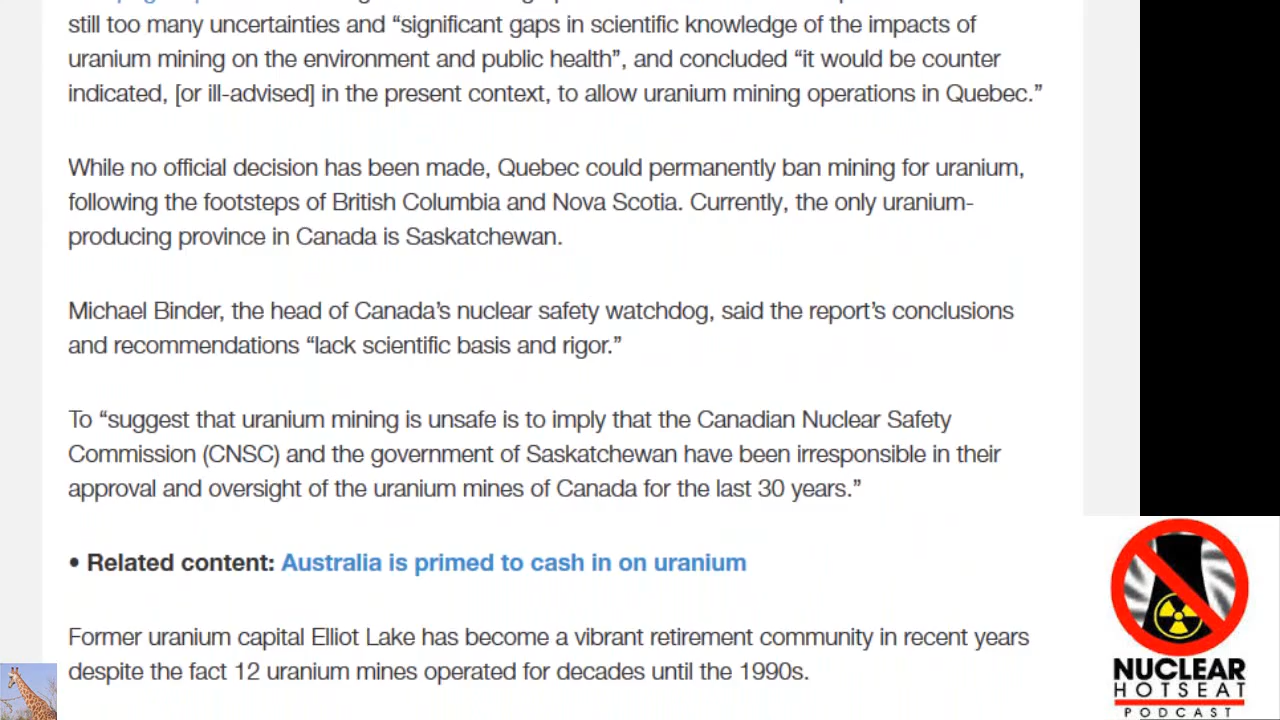 still too many uncertainties and “significant gaps in scientific knowledge of the impacts of
uranium mining on the environment and public health”, and concluded “it would be counter
indicated, [or ill-advised] in the present context, to allow uranium mining operations in Quebec.”
While no official decision has been made, Quebec could permanently ban mining for uranium,
following the footsteps of British Columbia and Nova Scotia. Currently, the only uranium-
producing province in Canada is Saskatchewan.
Michael Binder, the head of Canada’s nuclear safety watchdog, said the report’s conclusions
and recommendations “lack scientific basis and rigor.”
To “suggest that uranium mining is unsafe is to imply that the Canadian Nuclear Safety
Commission (CNSC) and the government of Saskatchewan have been irresponsible in their
approval and oversight of the uranium mines of Canada for the last 30 years.”
• Related content: Australia is primed to cash in on uranium
Former uranium capital Elliot Lake has become a vibrant retirement community in recent years
despite the fact 12 uranium mines operated for decades until the 1990s.
NUCLEAR
HOTSEAT
PODCAST